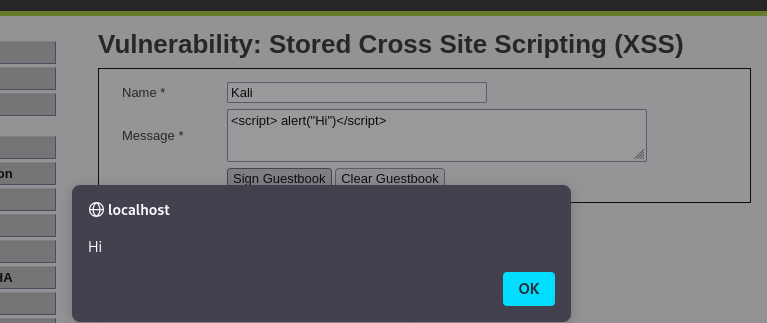 Vulnerability: Stored Cross Site Scripting (XSS)
Name * Kali
Message * <script> alert("Hi")</script>
Sign Guestbook Clear Guestbook
on
HA
localhost
Hi
OK